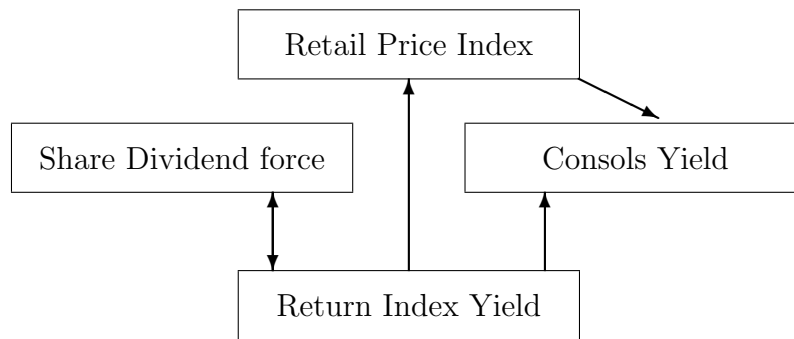 Retail Price Index
Share Dividend force
Consols Yield
Return Index Yield